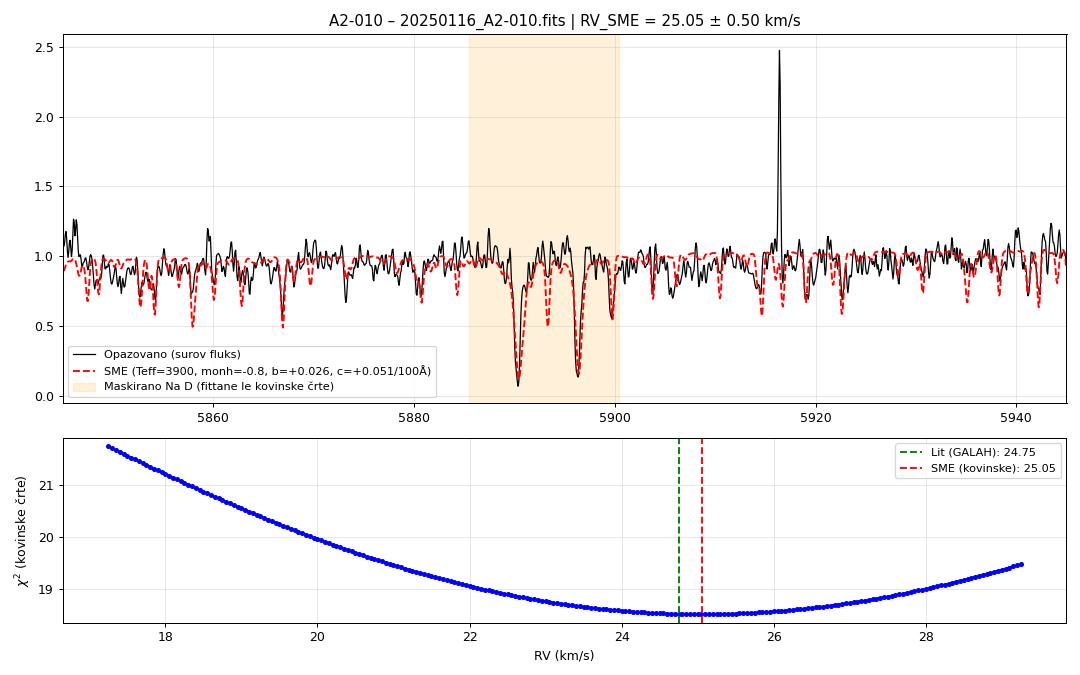 A2-010 – 20250116_A2-010.fits | RV_SME = 25.05 ± 0.50 km/s
2.5
2.0
1.5
1.0
0.5
0.0
Opazovano (surov fluks)
SME (Teff=3900, monh=-0.8, b=+0.026, c=+0.051/100Å)
Maskirano Na D (fittane le kovinske črte)
5860
5880
5900
5920
5940
χ² (kovinske črte)
21
20
19
Lit (GALAH): 24.75
SME (kovinske): 25.05
18
20
22
24
26
28
RV (km/s)